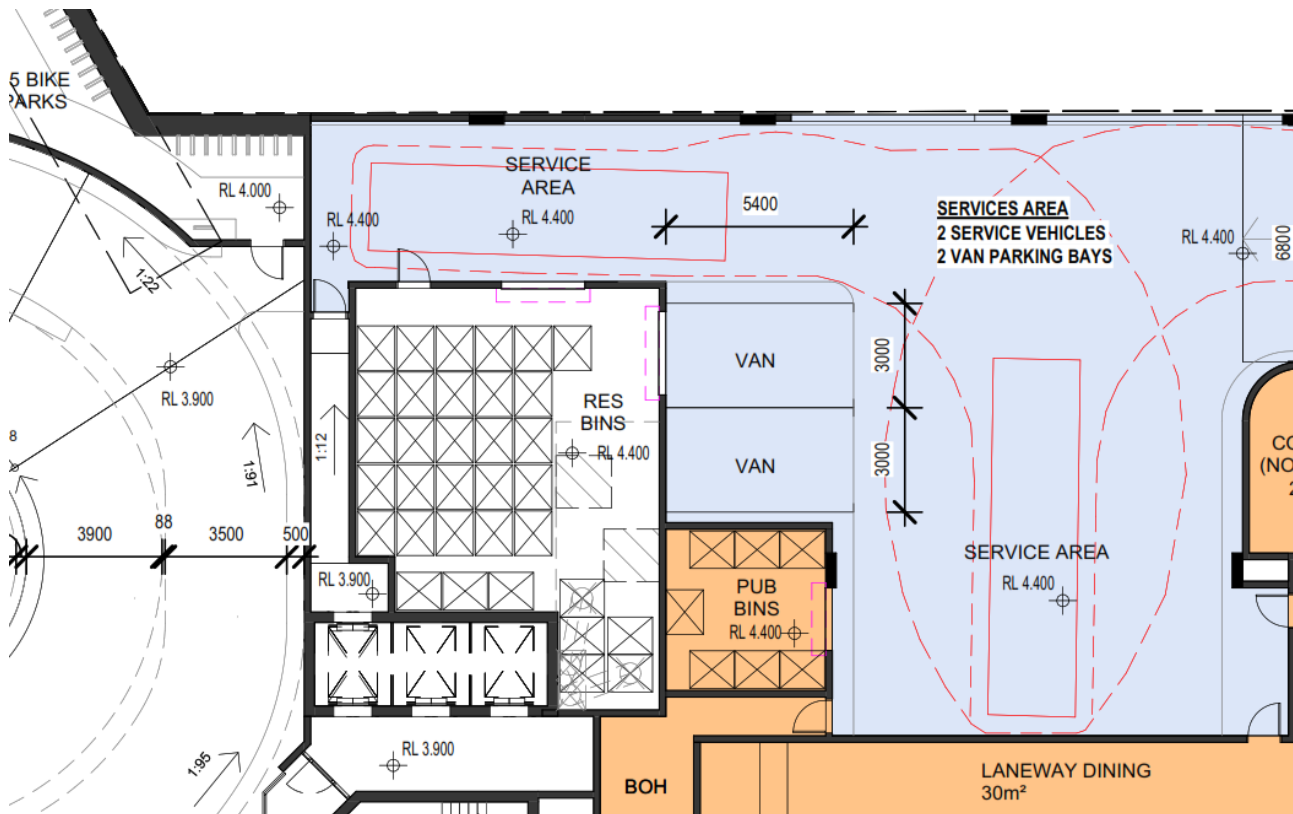 5 BIKE
PARKS
RL 4.000
RL 4.400
SERVICE
AREA
RL 4.400
5400
SERVICES AREA
2 SERVICE VEHICLES
2 VAN PARKING BAYS
RL 4.400
6800
1:22
RL 3.900
8
1:91
1:12
RES
BINS
RL 4.400
VAN
3000
VAN
3000
3900
88
3500
500
RL 3.900
PUB
BINS
RL 4.400
SERVICE AREA
RL 4.400
(NO
2
1:95
RL 3.900
BOH
LANEWAY DINING
30m²